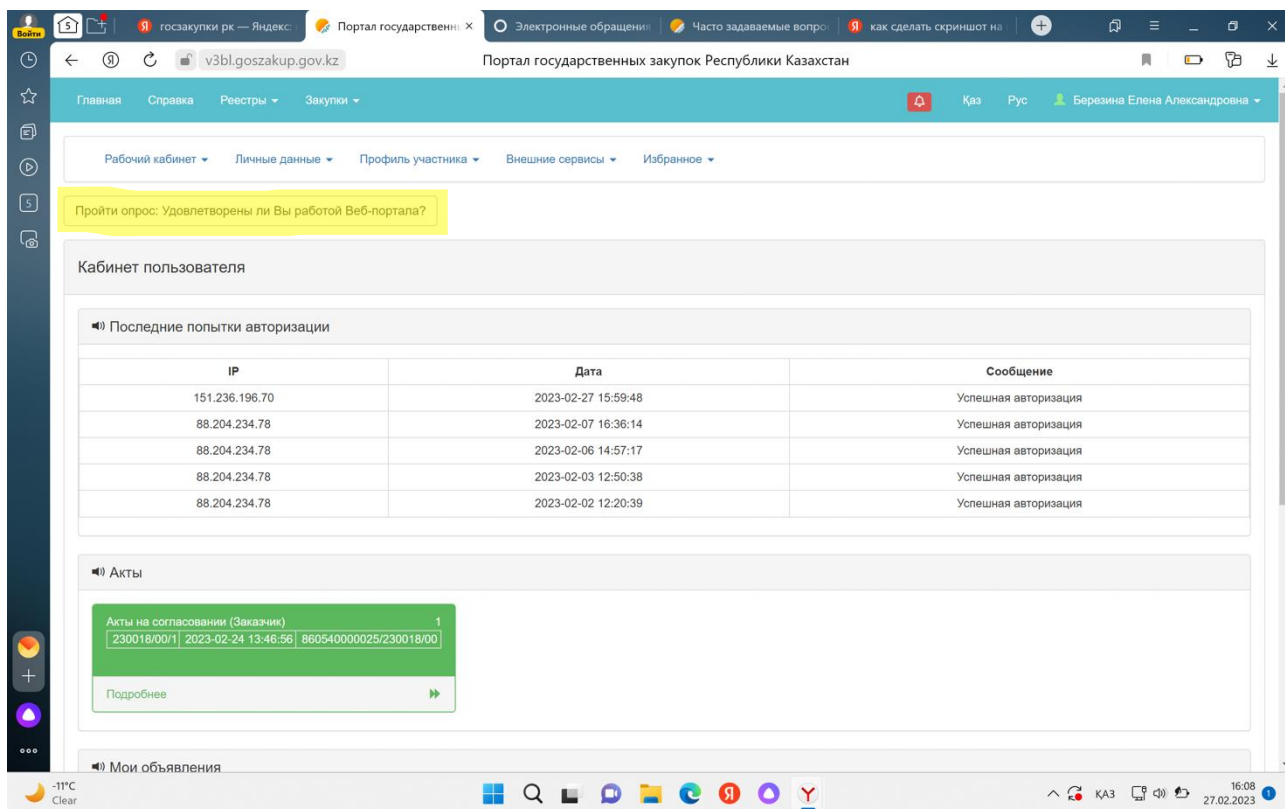 Войти
S
госзакупки рк — Яндекс:
Портал государственн
Электронные обращения
Часто задаваемые вопро
как сделать скриншот на
v3bl.goszakup.gov.kz
Портал государственных закупок Республики Казахстан
Главная Справка Реестры Закупки Қаз Рус Березина Елена Александровна
Рабочий кабинет Личные данные Профиль участника Внешние сервисы Избранное
5
Пройти опрос: Удовлетворены ли Вы работой Веб-портала?
Кабинет пользователя
Последние попытки авторизации
IP Дата Сообщение
151.236.196.70 2023-02-27 15:59:48 Успешная авторизация
88.204.234.78 2023-02-07 16:36:14 Успешная авторизация
88.204.234.78 2023-02-06 14:57:17 Успешная авторизация
88.204.234.78 2023-02-03 12:50:38 Успешная авторизация
88.204.234.78 2023-02-02 12:20:39 Успешная авторизация
Акты
Акты на согласовании (Заказчик) 1
230018/00/1 2023-02-24 13:46:56 860540000025/230018/00
Подробнее
Мои объявления
-11°C
Clear
ҚАЗ
16:08
27.02.2023
1